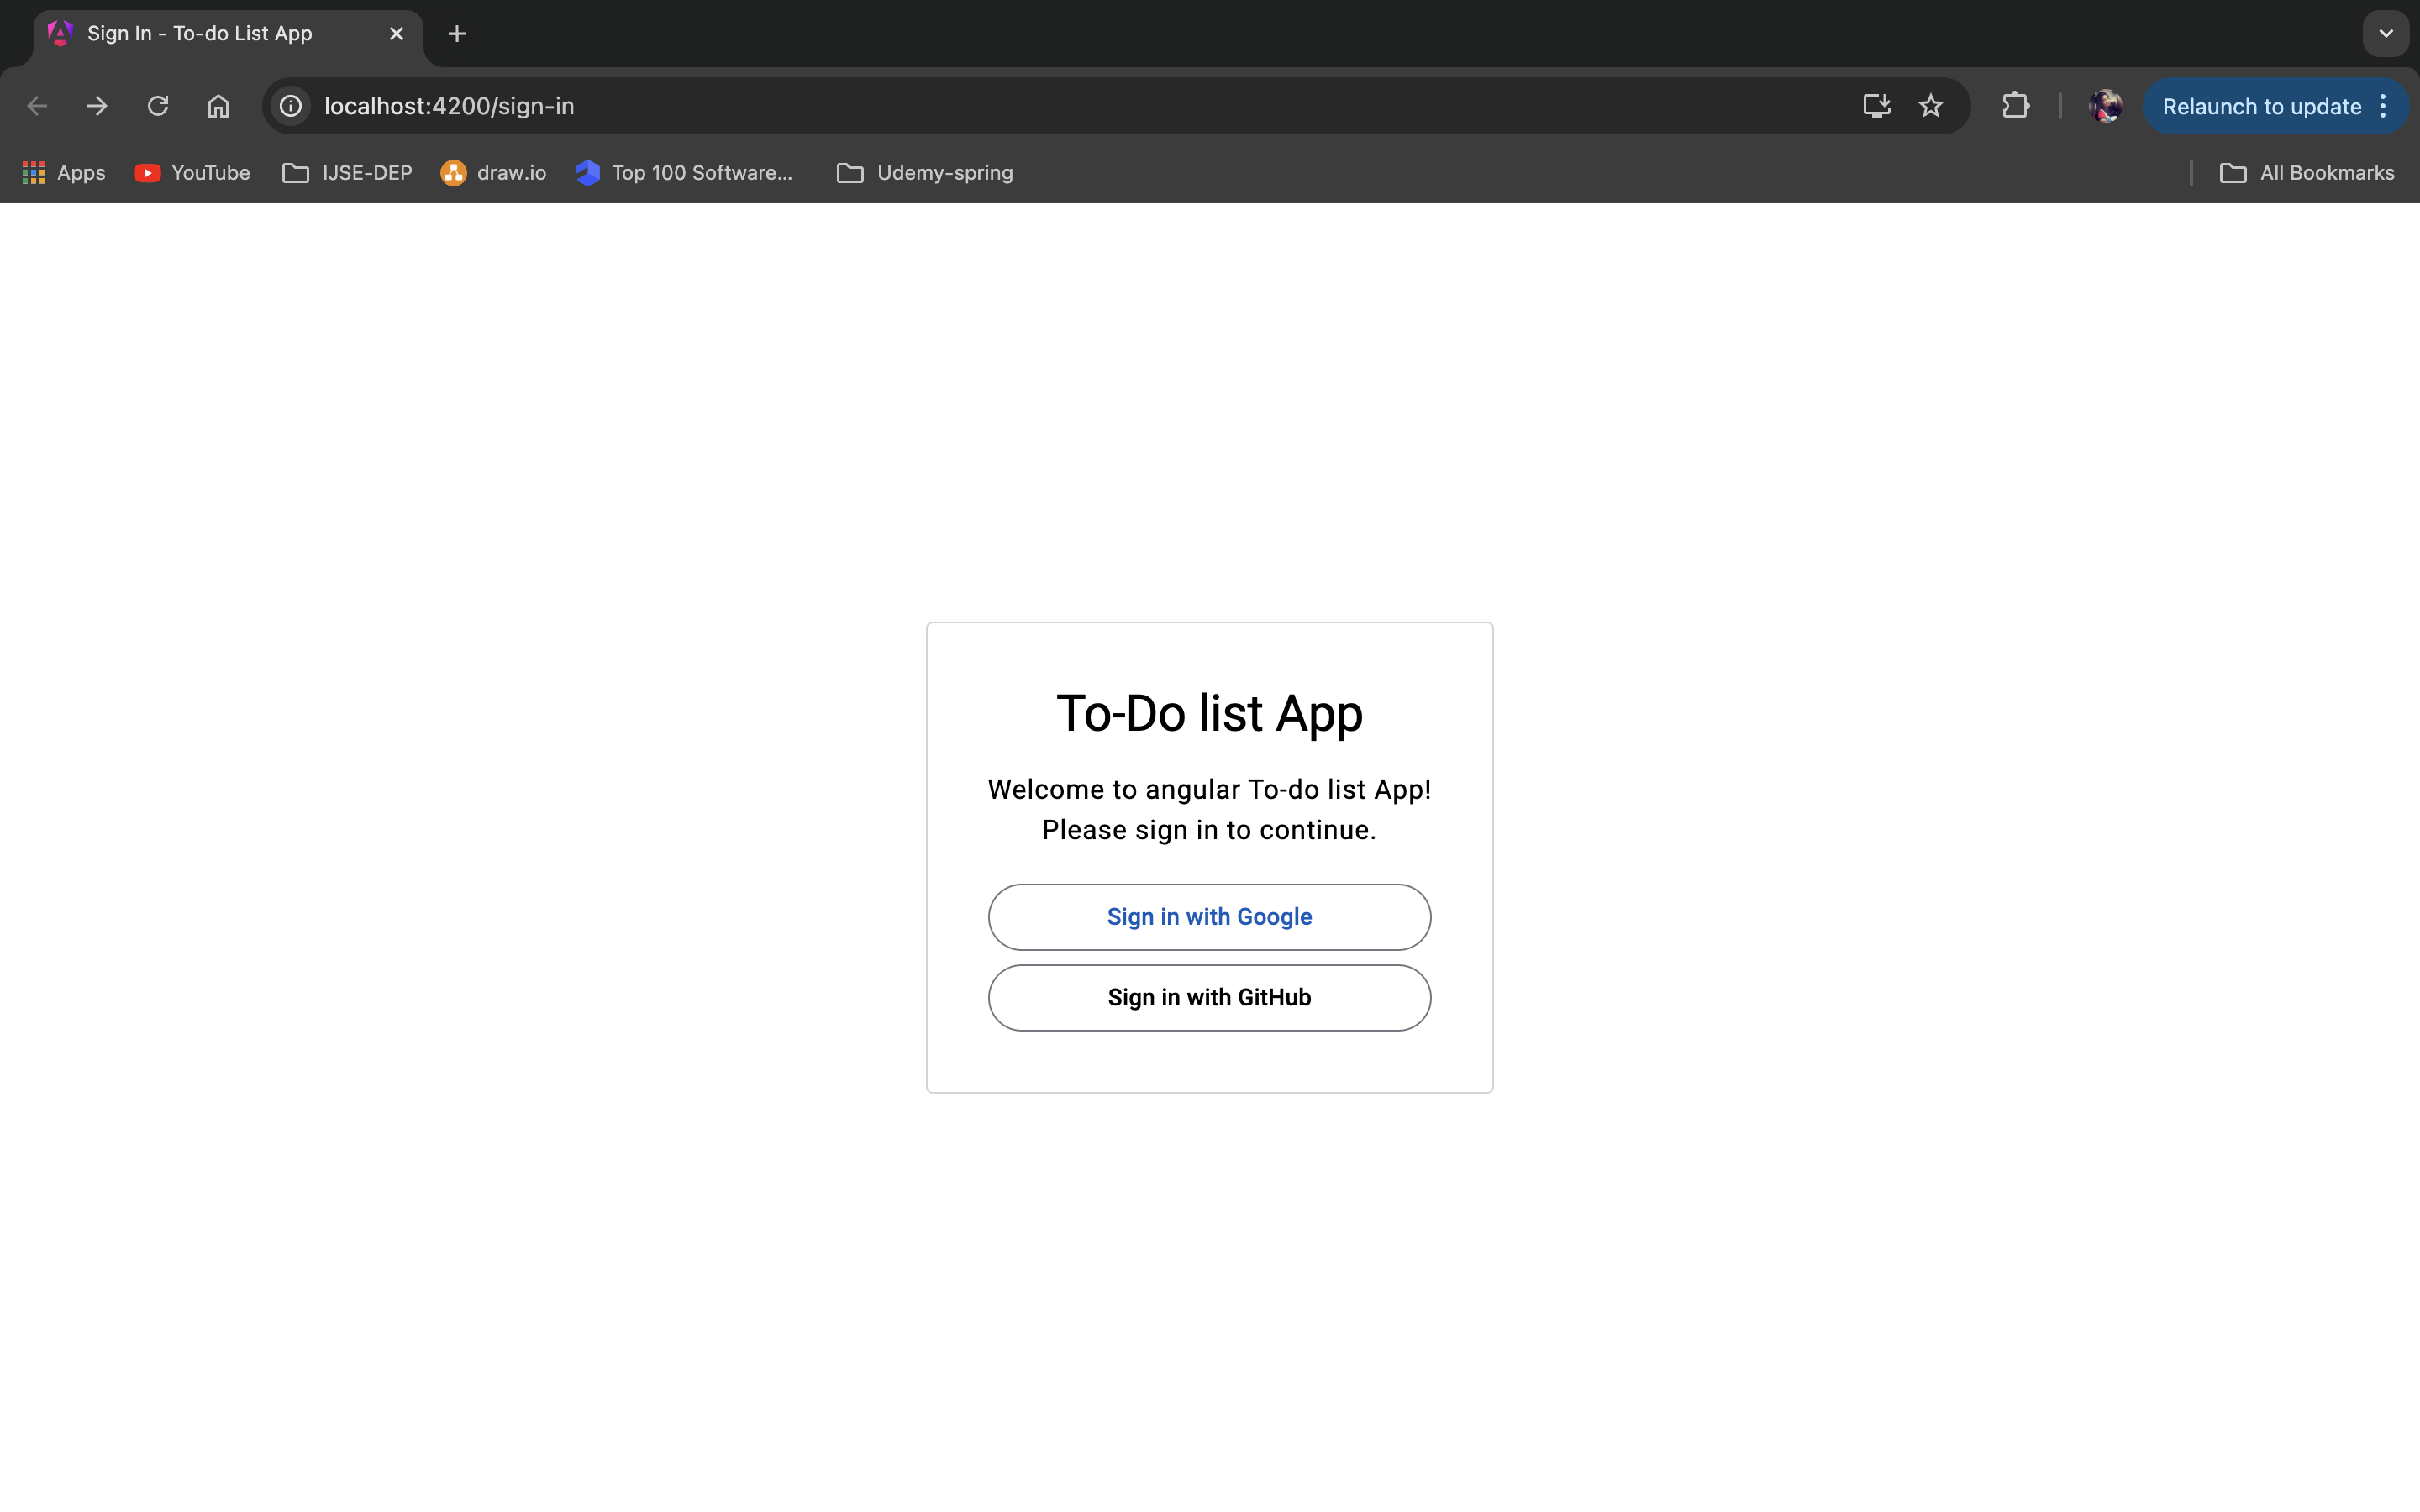 Sign In - To-do List App
localhost:4200/sign-in
Relaunch to update
Apps
YouTube
IJSE-DEP
draw.io
Top 100 Software...
Udemy-spring
All Bookmarks
To-Do list App
Welcome to angular To-do list App!
Please sign in to continue.
Sign in with Google
Sign in with GitHub